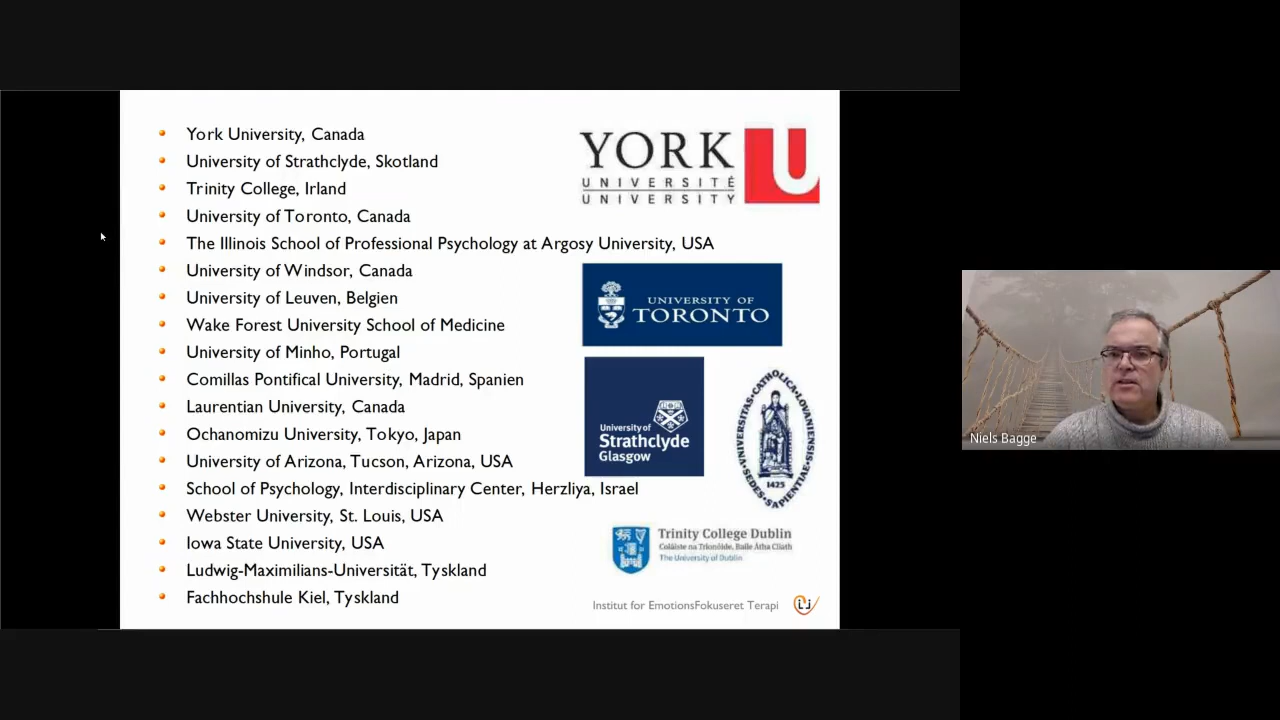 York University, Canada
University of Strathclyde, Skotland
Trinity College, Irland
University of Toronto, Canada
The Illinois School of Professional Psychology at Argosy University, USA
University of Windsor, Canada
University of Leuven, Belgien
Wake Forest University School of Medicine
University of Minho, Portugal
Comillas Pontifical University, Madrid, Spanien
Laurentian University, Canada
Ochanomizu University, Tokyo, Japan
University of Arizona, Tucson, Arizona, USA
School of Psychology, Interdisciplinary Center, Herzliya, Israel
Webster University, St. Louis, USA
Iowa State University, USA
Ludwig-Maximilians-Universität, Tyskland
Fachhochshule Kiel, Tyskland
YORK U
UNIVERSITÉ
UNIVERSITY
UNIVERSITY OF
TORONTO
University of
Strathclyde
Glasgow
UNIVERSITAS·CATHOLICA·LOVANIENSIS
SEDES·SAPIENTIAE
1425
Trinity College Dublin
Coláiste na Tríonóide, Baile Átha Cliath
The University of Dublin
Institut for EmotionsFokuseret Terapi
Niels Bagge